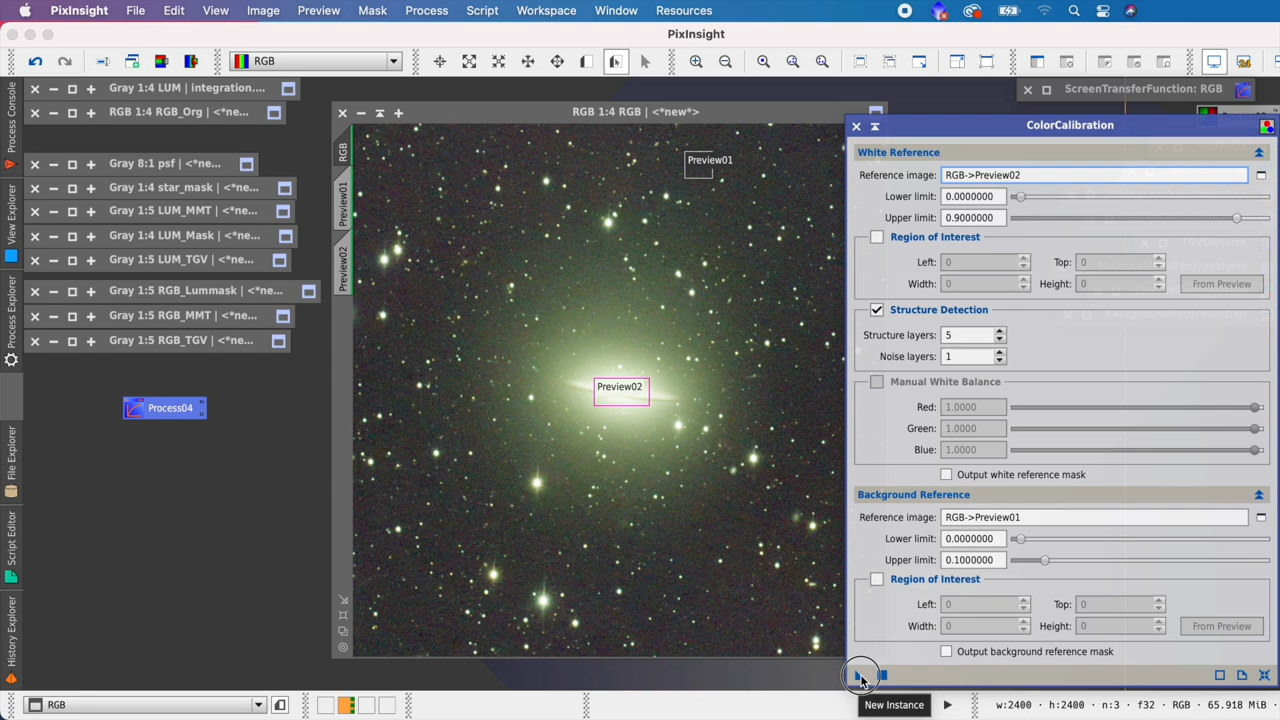 PixInsight File Edit View Image Preview Mask Process Script Workspace Window Resources
PixInsight
RGB
Process Console
View Explorer
Process Explorer
File Explorer
Script Editor
History Explorer
Gray 1:4 LUM | integration....
RGB 1:4 RGB_Org | <*ne...
Gray 8:1 psf | <*ne...
Gray 1:4 star_mask | <*ne...
Gray 1:5 LUM_MMT | <*ne...
Gray 1:4 LUM_Mask | <*ne...
Gray 1:5 LUM_TGV | <*ne...
Gray 1:5 RGB_Lummask | <*ne...
Gray 1:5 RGB_MMT | <*ne...
Gray 1:5 RGB_TGV | <*ne...
Process04
RGB 1:4 RGB | <*new*>
RGB
Preview01
Preview02
Preview01
Preview02
ScreenTransferFunction: RGB
ColorCalibration
White Reference
Reference image: RGB->Preview02
Lower limit: 0.0000000
Upper limit: 0.9000000
Region of Interest
Left: 0 Top: 0
Width: 0 Height: 0 From Preview
Structure Detection
Structure layers: 5
Noise layers: 1
Manual White Balance
Red: 1.0000
Green: 1.0000
Blue: 1.0000
Output white reference mask
Background Reference
Reference image: RGB->Preview01
Lower limit: 0.0000000
Upper limit: 0.1000000
Region of Interest
Left: 0 Top: 0
Width: 0 Height: 0 From Preview
Output background reference mask
New Instance
RGB
w:2400 · h:2400 · n:3 · f32 · RGB · 65.918 MiB